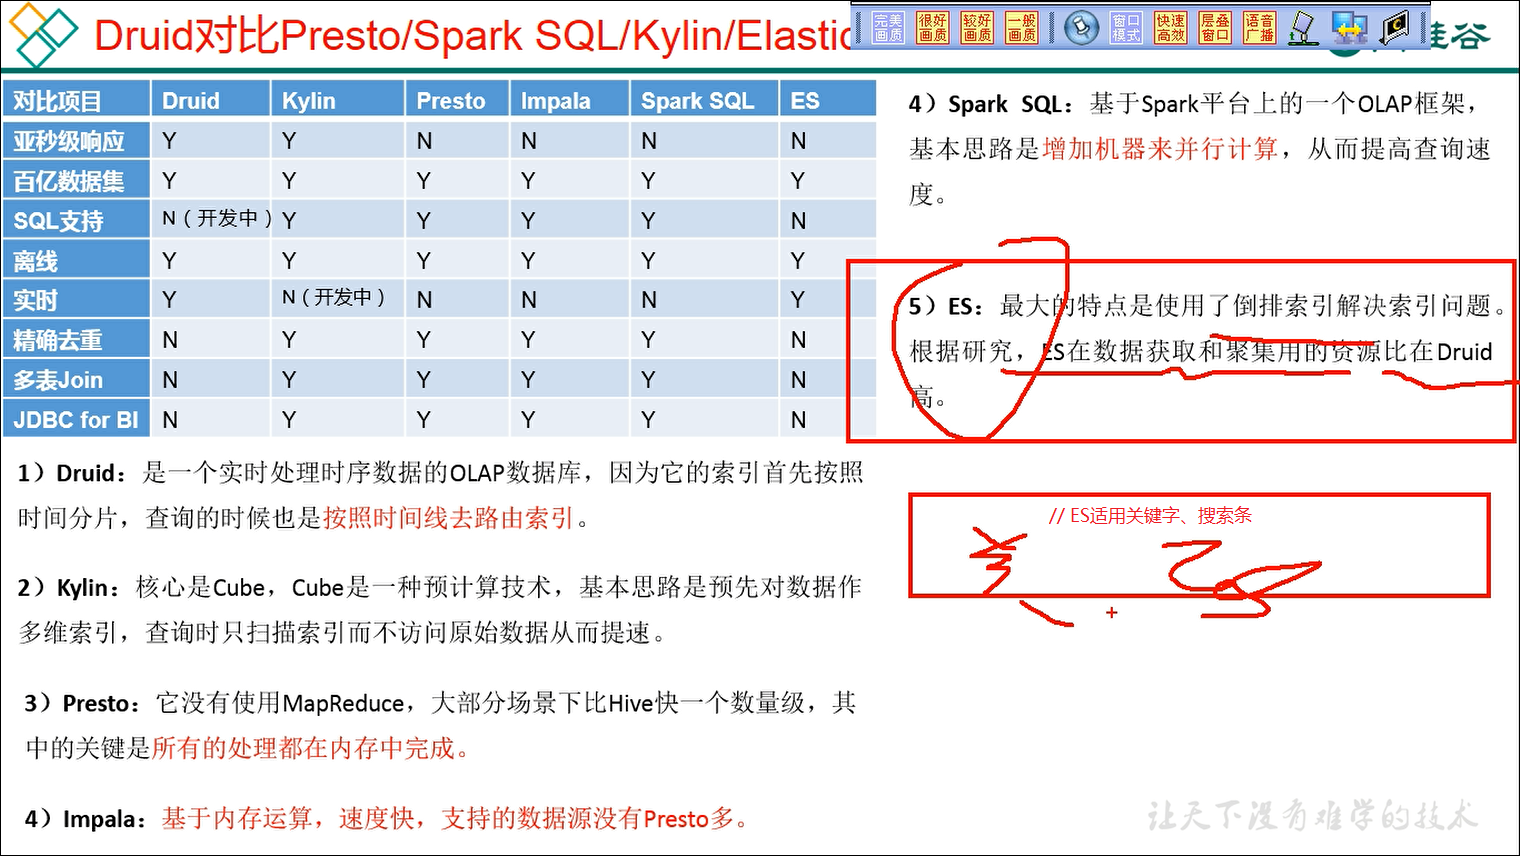 Druid对比Presto/Spark SQL/Kylin/Elastic
完美画质 很好画质 较好画质 一般画质 窗口模式 快速高效 层叠窗口 语音广播
硅谷
对比项目 Druid Kylin Presto Impala Spark SQL ES
亚秒级响应 Y Y N N N N
百亿数据集 Y Y Y Y Y Y
SQL支持 N（开发中） Y Y Y Y N
离线 Y Y Y Y Y Y
实时 Y N（开发中） N N N Y
精确去重 N Y Y Y Y N
多表Join N Y Y Y Y N
JDBC for BI N Y Y Y Y N
1）Druid：是一个实时处理时序数据的OLAP数据库，因为它的索引首先按照
时间分片，查询的时候也是按照时间线去路由索引。
2）Kylin：核心是Cube，Cube是一种预计算技术，基本思路是预先对数据作
多维索引，查询时只扫描索引而不访问原始数据从而提速。
3）Presto：它没有使用MapReduce，大部分场景下比Hive快一个数量级，其
中的关键是所有的处理都在内存中完成。
4）Impala：基于内存运算，速度快，支持的数据源没有Presto多。
4）Spark SQL：基于Spark平台上的一个OLAP框架，
基本思路是增加机器来并行计算，从而提高查询速
度。
5）ES：最大的特点是使用了倒排索引解决索引问题。
根据研究，ES在数据获取和聚集用的资源比在Druid
高。
// ES适用关键字、搜索条
让天下没有难学的技术